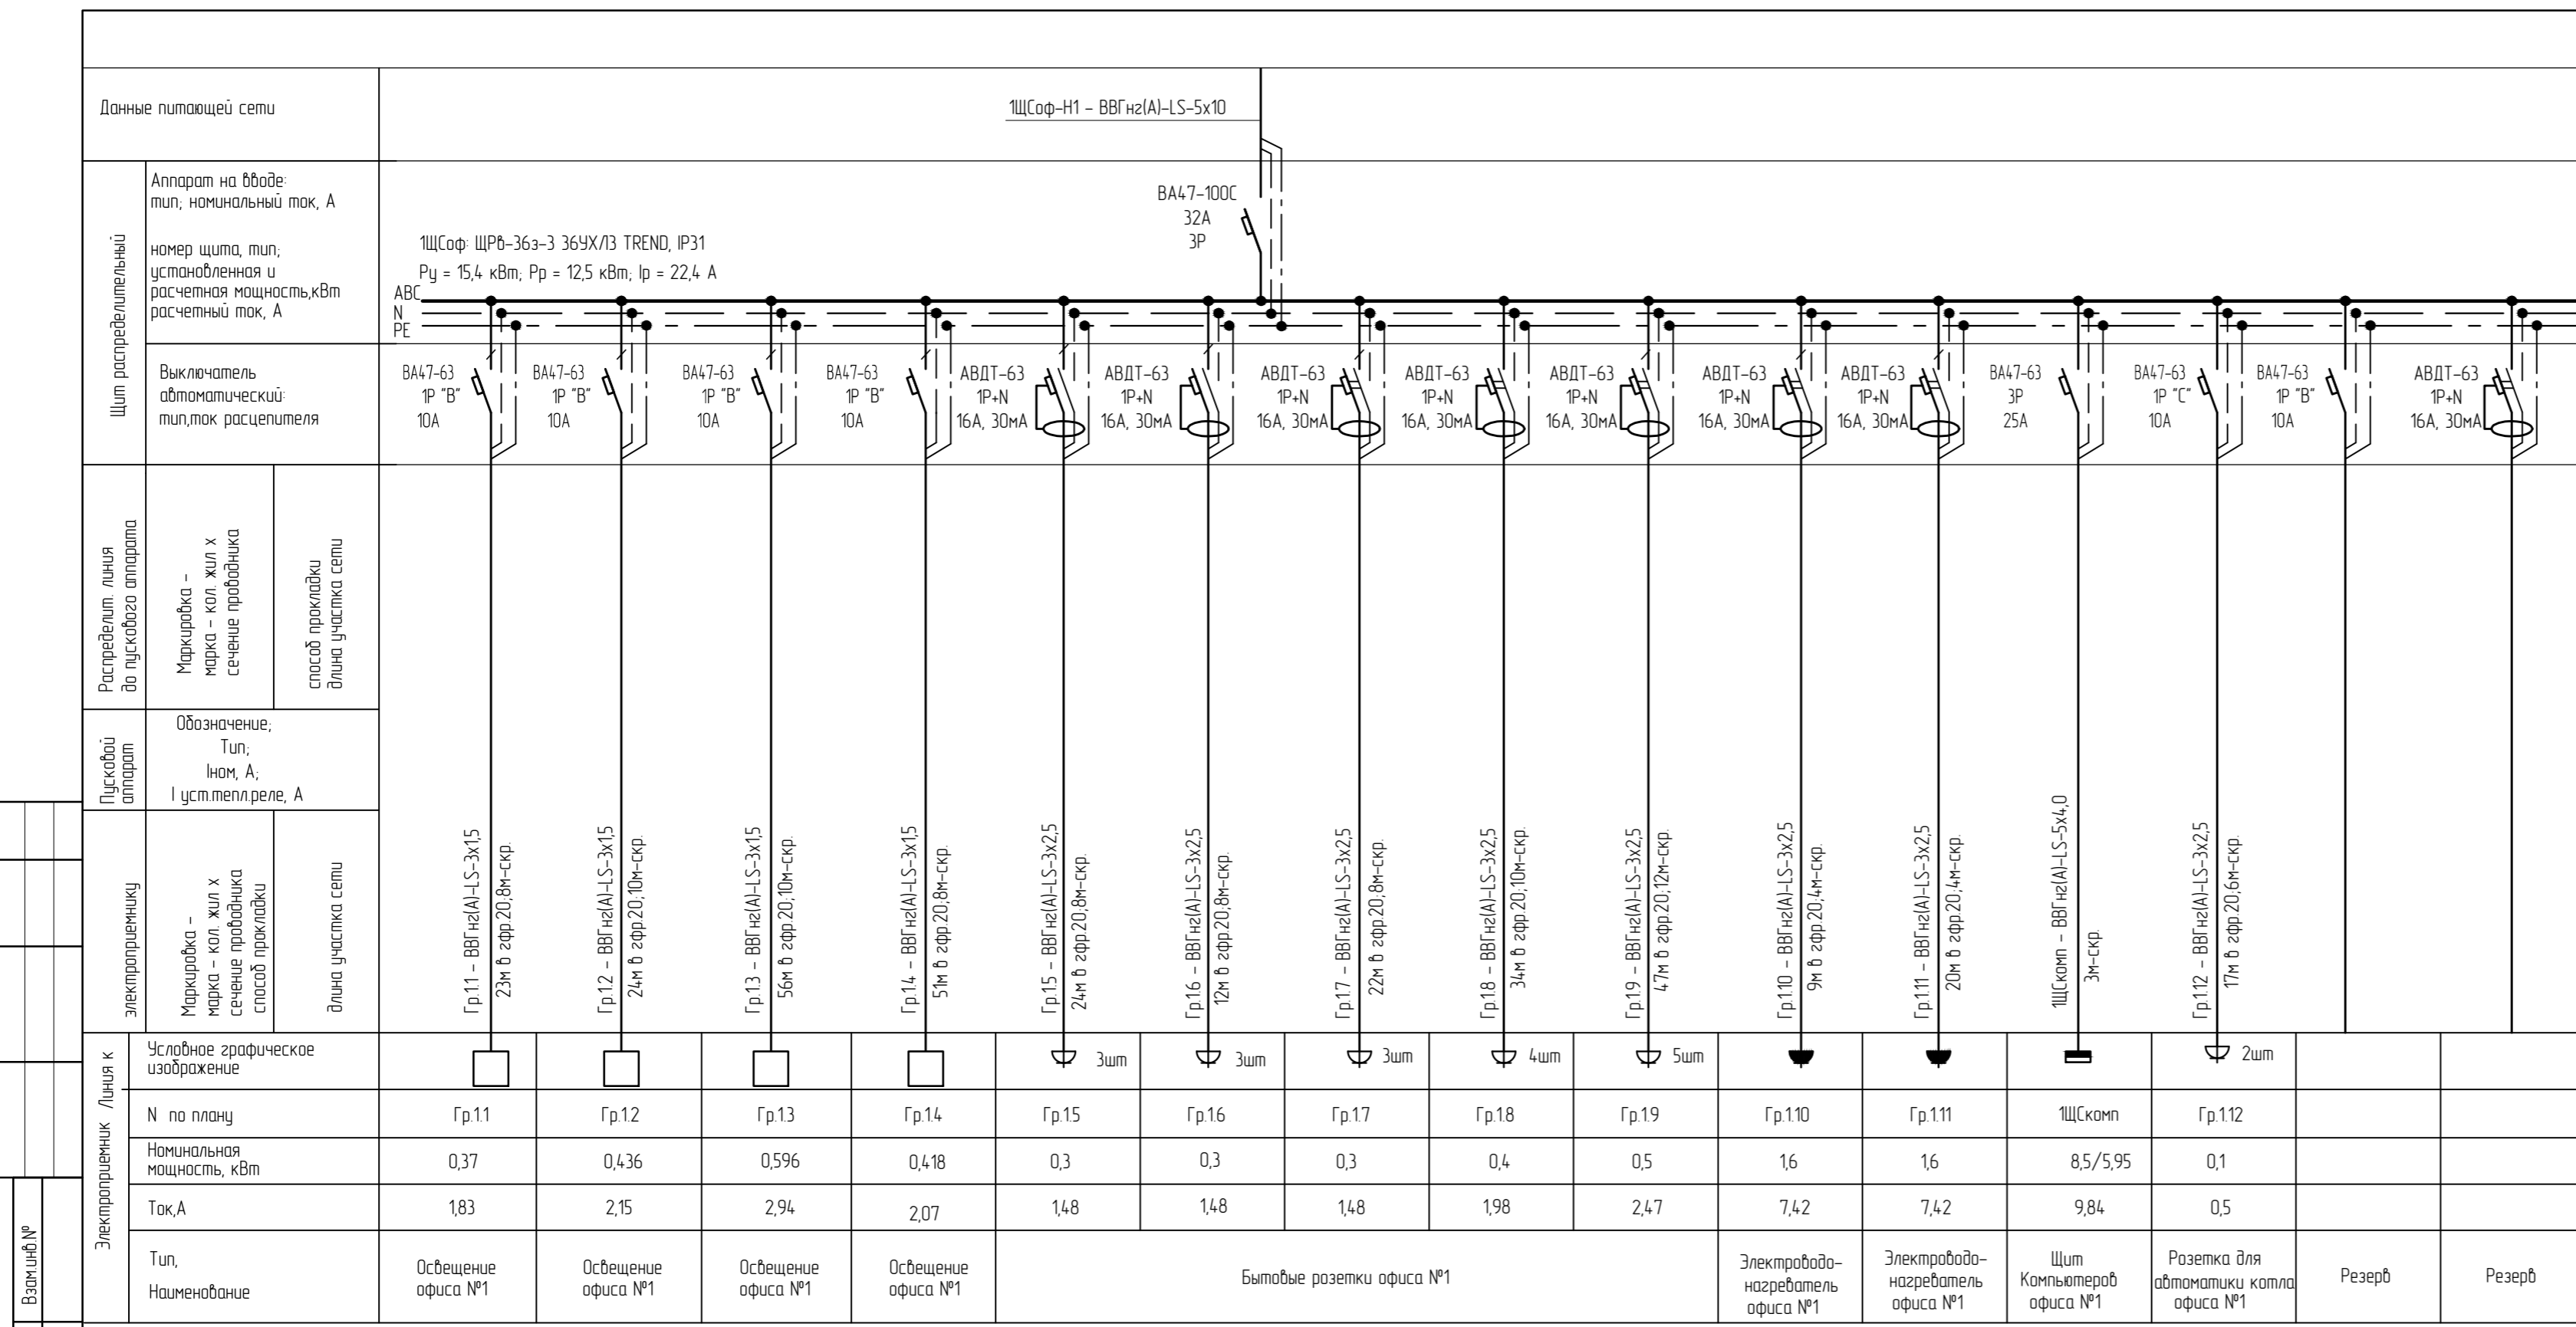 Данные питающей сети
1ЩСоф-Н1 - ВВГнг(А)-LS-5х10
Щит распределительный
Аппарат на вводе:
тип; номинальный ток, А
номер щита, тип;
установленная и
расчетная мощность,кВт
расчетный ток, А
ВА47-100С
32А
3Р
1ЩСоф: ЩРв-36з-3 36УХЛ3 TREND, IP31
Ру = 15,4 кВт; Рр = 12,5 кВт; Iр = 22,4 А
АВС
N
PE
Выключатель
автоматический:
тип,ток расцепителя
ВА47-63
1Р "В"
10А
ВА47-63
1Р "В"
10А
ВА47-63
1Р "В"
10А
ВА47-63
1Р "В"
10А
АВДТ-63
1Р+N
16А, 30мА
АВДТ-63
1Р+N
16А, 30мА
АВДТ-63
1Р+N
16А, 30мА
АВДТ-63
1Р+N
16А, 30мА
АВДТ-63
1Р+N
16А, 30мА
АВДТ-63
1Р+N
16А, 30мА
АВДТ-63
1Р+N
16А, 30мА
ВА47-63
3Р
25А
ВА47-63
1Р "С"
10А
ВА47-63
1Р "В"
10А
АВДТ-63
1Р+N
16А, 30мА
Распределит. линия
до пускового аппарата
Маркировка -
марка - кол. жил х
сечение проводника
способ прокладки
длина участка сети
Пусковой
аппарат
Обозначение;
Тип;
Iном, А;
I уст.тепл.реле, А
электроприемнику
Маркировка -
марка - кол. жил х
сечение проводника
способ прокладки
длина участка сети
Гр.1.1 - ВВГнг(А)-LS-3х1,5
23м в гфр.20;8м-скр.
Гр.1.2 - ВВГнг(А)-LS-3х1,5
24м в гфр.20;10м-скр.
Гр.1.3 - ВВГнг(А)-LS-3х1,5
56м в гфр.20;10м-скр.
Гр.1.4 - ВВГнг(А)-LS-3х1,5
51м в гфр.20;8м-скр.
Гр.1.5 - ВВГнг(А)-LS-3х2,5
24м в гфр.20;8м-скр.
Гр.1.6 - ВВГнг(А)-LS-3х2,5
12м в гфр.20;8м-скр.
Гр.1.7 - ВВГнг(А)-LS-3х2,5
22м в гфр.20;8м-скр.
Гр.1.8 - ВВГнг(А)-LS-3х2,5
34м в гфр.20;10м-скр.
Гр.1.9 - ВВГнг(А)-LS-3х2,5
47м в гфр.20;12м-скр.
Гр.1.10 - ВВГнг(А)-LS-3х2,5
9м в гфр.20;4м-скр.
Гр.1.11 - ВВГнг(А)-LS-3х2,5
20м в гфр.20;4м-скр.
1ЩСкомп - ВВГнг(А)-LS-5х4,0
3м-скр.
Гр.1.12 - ВВГнг(А)-LS-3х2,5
17м в гфр.20;6м-скр.
Электроприемник Линия к
Условное графическое
изображение
3шт
3шт
3шт
4шт
5шт
2шт
N по плану
Гр.1.1
Гр.1.2
Гр.1.3
Гр.1.4
Гр.1.5
Гр.1.6
Гр.1.7
Гр.1.8
Гр.1.9
Гр.1.10
Гр.1.11
1ЩСкомп
Гр.1.12
Номинальная
мощность, кВт
0,37
0,436
0,596
0,418
0,3
0,3
0,3
0,4
0,5
1,6
1,6
8,5/5,95
0,1
Ток,А
1,83
2,15
2,94
2,07
1,48
1,48
1,48
1,98
2,47
7,42
7,42
9,84
0,5
Тип,
Наименование
Освещение
офиса №1
Освещение
офиса №1
Освещение
офиса №1
Освещение
офиса №1
Бытовые розетки офиса №1
Электроводо-
нагреватель
офиса №1
Электроводо-
нагреватель
офиса №1
Щит
Компьютеров
офиса №1
Розетка для
автоматики котла
офиса №1
Резерв
Резерв
Взам.инв.№